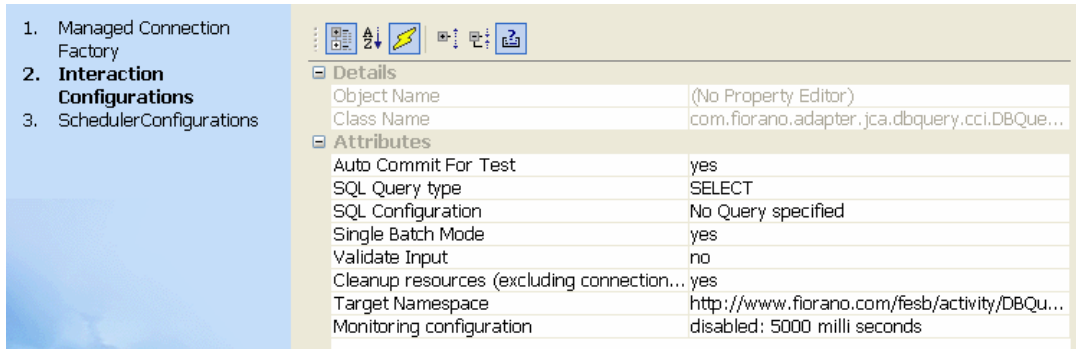 1. Managed Connection
Factory
2. Interaction
Configurations
3. SchedulerConfigurations
Details
Object Name (No Property Editor)
Class Name com.fiorano.adapter.jca.dbquery.cci.DBQue...
Attributes
Auto Commit For Test yes
SQL Query type SELECT
SQL Configuration No Query specified
Single Batch Mode yes
Validate Input no
Cleanup resources (excluding connection... yes
Target Namespace http://www.fiorano.com/fesb/activity/DBQu...
Monitoring configuration disabled: 5000 milli seconds